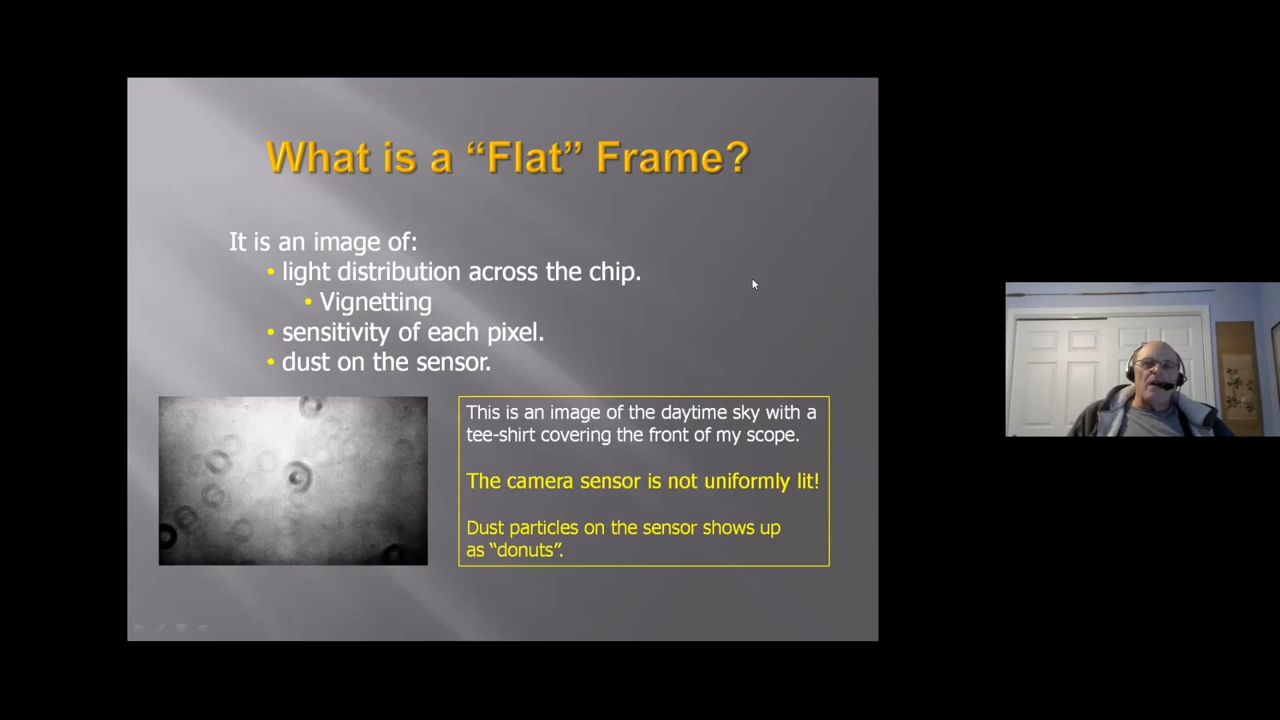 What is a “Flat” Frame?
It is an image of:
• light distribution across the chip.
• Vignetting
• sensitivity of each pixel.
• dust on the sensor.
This is an image of the daytime sky with a
tee-shirt covering the front of my scope.
The camera sensor is not uniformly lit!
Dust particles on the sensor shows up
as “donuts”.